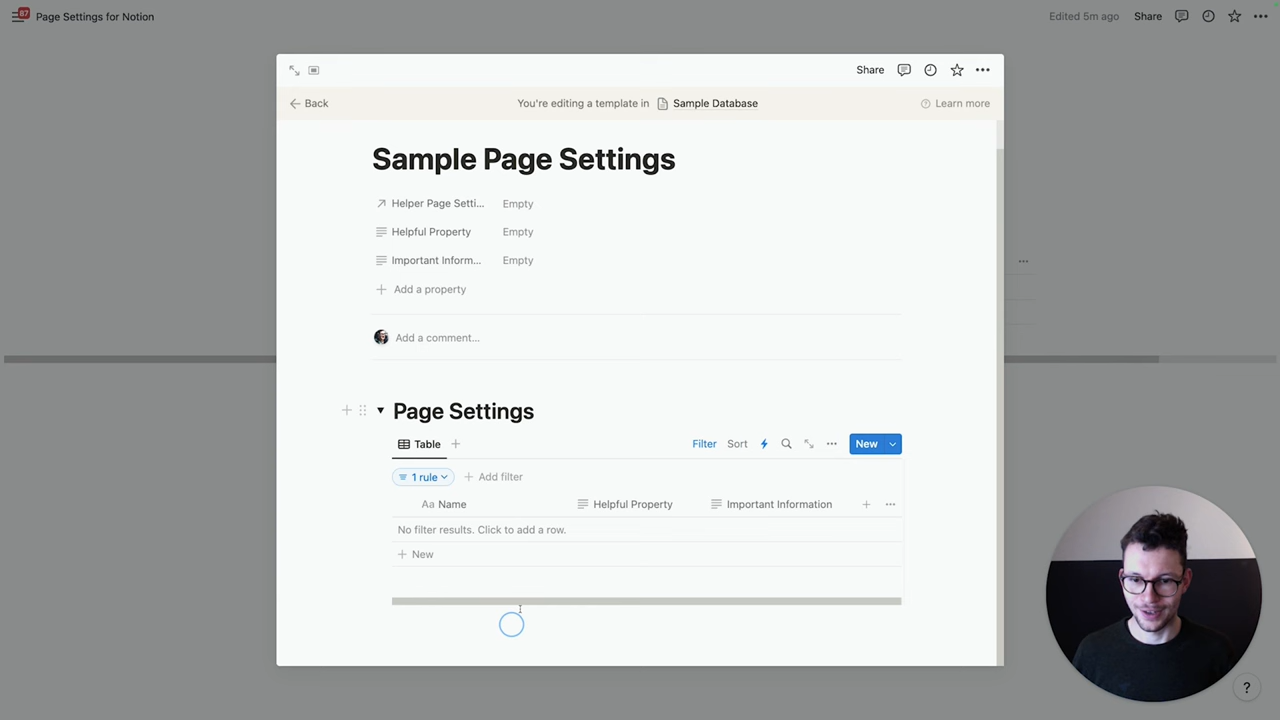 87
Page Settings for Notion
Edited 5m ago
Share
Share
Back
You're editing a template in Sample Database
Learn more
Sample Page Settings
Helper Page Setti... Empty
Helpful Property Empty
Important Inform... Empty
Add a property
Add a comment...
Page Settings
Table
Filter
Sort
New
1 rule
Add filter
Aa Name
Helpful Property
Important Information
No filter results. Click to add a row.
New
?